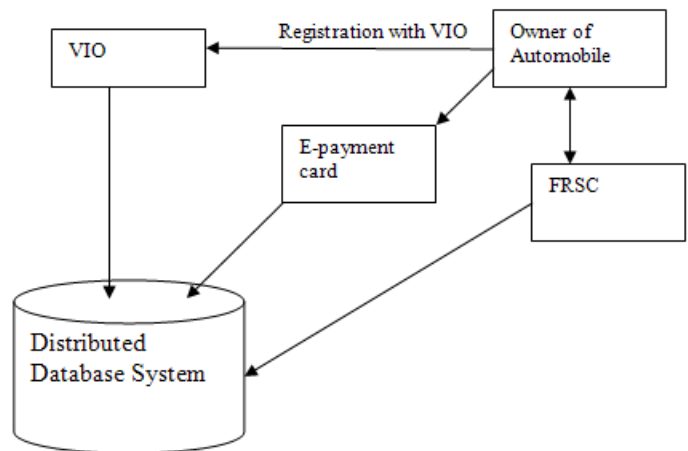 VIO
Registration with VIO
Owner of
Automobile
E-payment
card
FRSC
Distributed
Database System